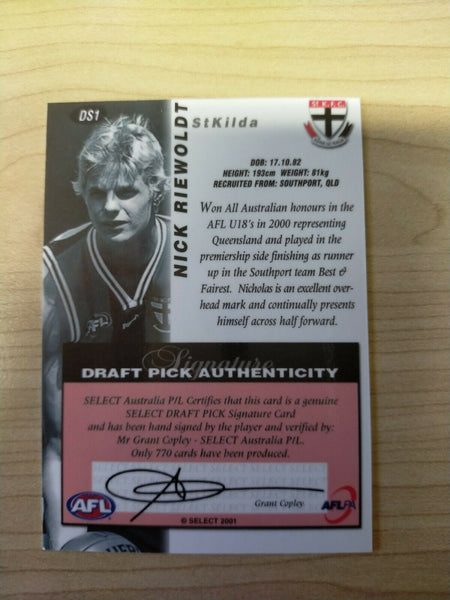 DS1
NICK RIEWOLDT
StKilda
ST K.F.C.
DOB: 17.10.82
HEIGHT: 193cm WEIGHT: 81kg
RECRUITED FROM: SOUTHPORT, QLD
Won All Australian honours in the
AFL U18's in 2000 representing
Queensland and played in the
premiership side finishing as runner
up in the Southport team Best &
Fairest. Nicholas is an excellent over-
head mark and continually presents
himself across half forward.
AFL
Signature
DRAFT PICK AUTHENTICITY
SELECT Australia P/L Certifies that this card is a genuine
SELECT DRAFT PICK Signature Card
and has been hand signed by the player and verified by:
Mr Grant Copley - SELECT Australia P/L.
Only 770 cards have been produced.
Grant Copley
AFL
AFLPA
© SELECT 2001